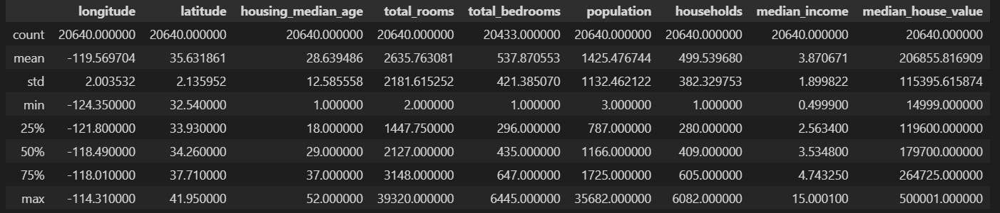 longitude latitude housing_median_age total_rooms total_bedrooms population households median_income median_house_value
count 20640.000000 20640.000000 20640.000000 20640.000000 20433.000000 20640.000000 20640.000000 20640.000000 20640.000000
mean -119.569704 35.631861 28.639486 2635.763081 537.870553 1425.476744 499.539680 3.870671 206855.816909
std 2.003532 2.135952 12.585558 2181.615252 421.385070 1132.462122 382.329753 1.899822 115395.615874
min -124.350000 32.540000 1.000000 2.000000 1.000000 3.000000 1.000000 0.499900 14999.000000
25% -121.800000 33.930000 18.000000 1447.750000 296.000000 787.000000 280.000000 2.563400 119600.000000
50% -118.490000 34.260000 29.000000 2127.000000 435.000000 1166.000000 409.000000 3.534800 179700.000000
75% -118.010000 37.710000 37.000000 3148.000000 647.000000 1725.000000 605.000000 4.743250 264725.000000
max -114.310000 41.950000 52.000000 39320.000000 6445.000000 35682.000000 6082.000000 15.000100 500001.000000